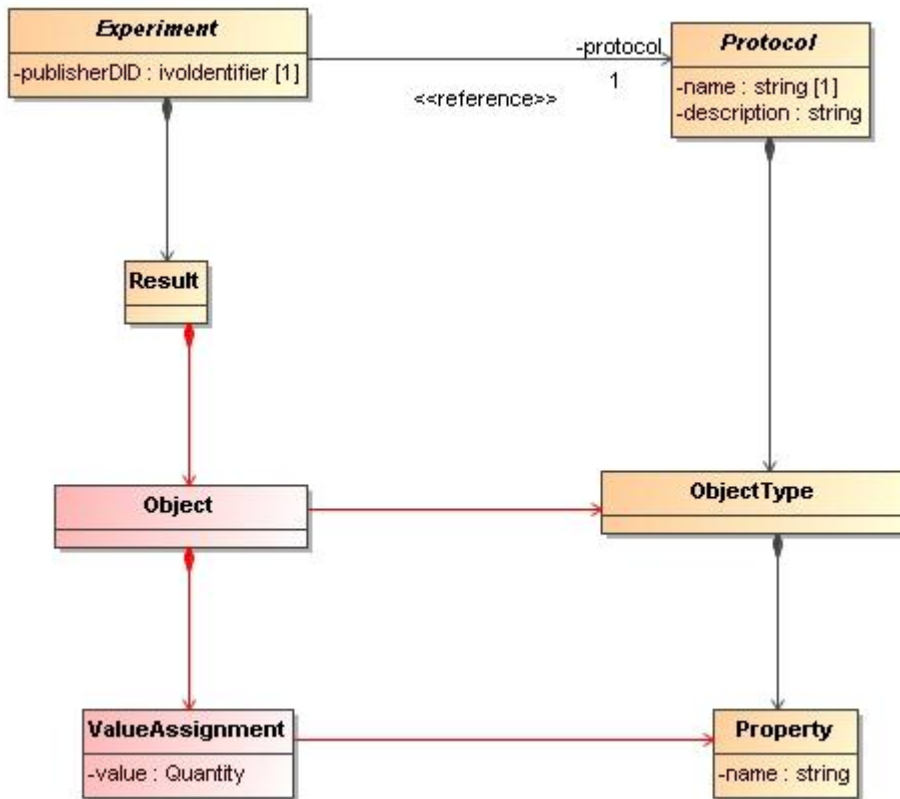 Experiment
-publisherDID : ivoIdentifier [1]
-protocol
1
<<reference>>
Protocol
-name : string [1]
-description : string
Result
Object
ObjectType
ValueAssignment
-value : Quantity
Property
-name : string